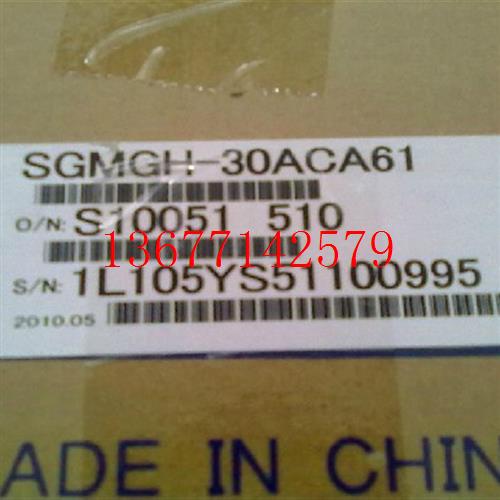 SGMGH-30ACA61
O/N: S10051 510
13677142579
S/N: 1L105YS51100995
2010.05
ADE IN CHIN